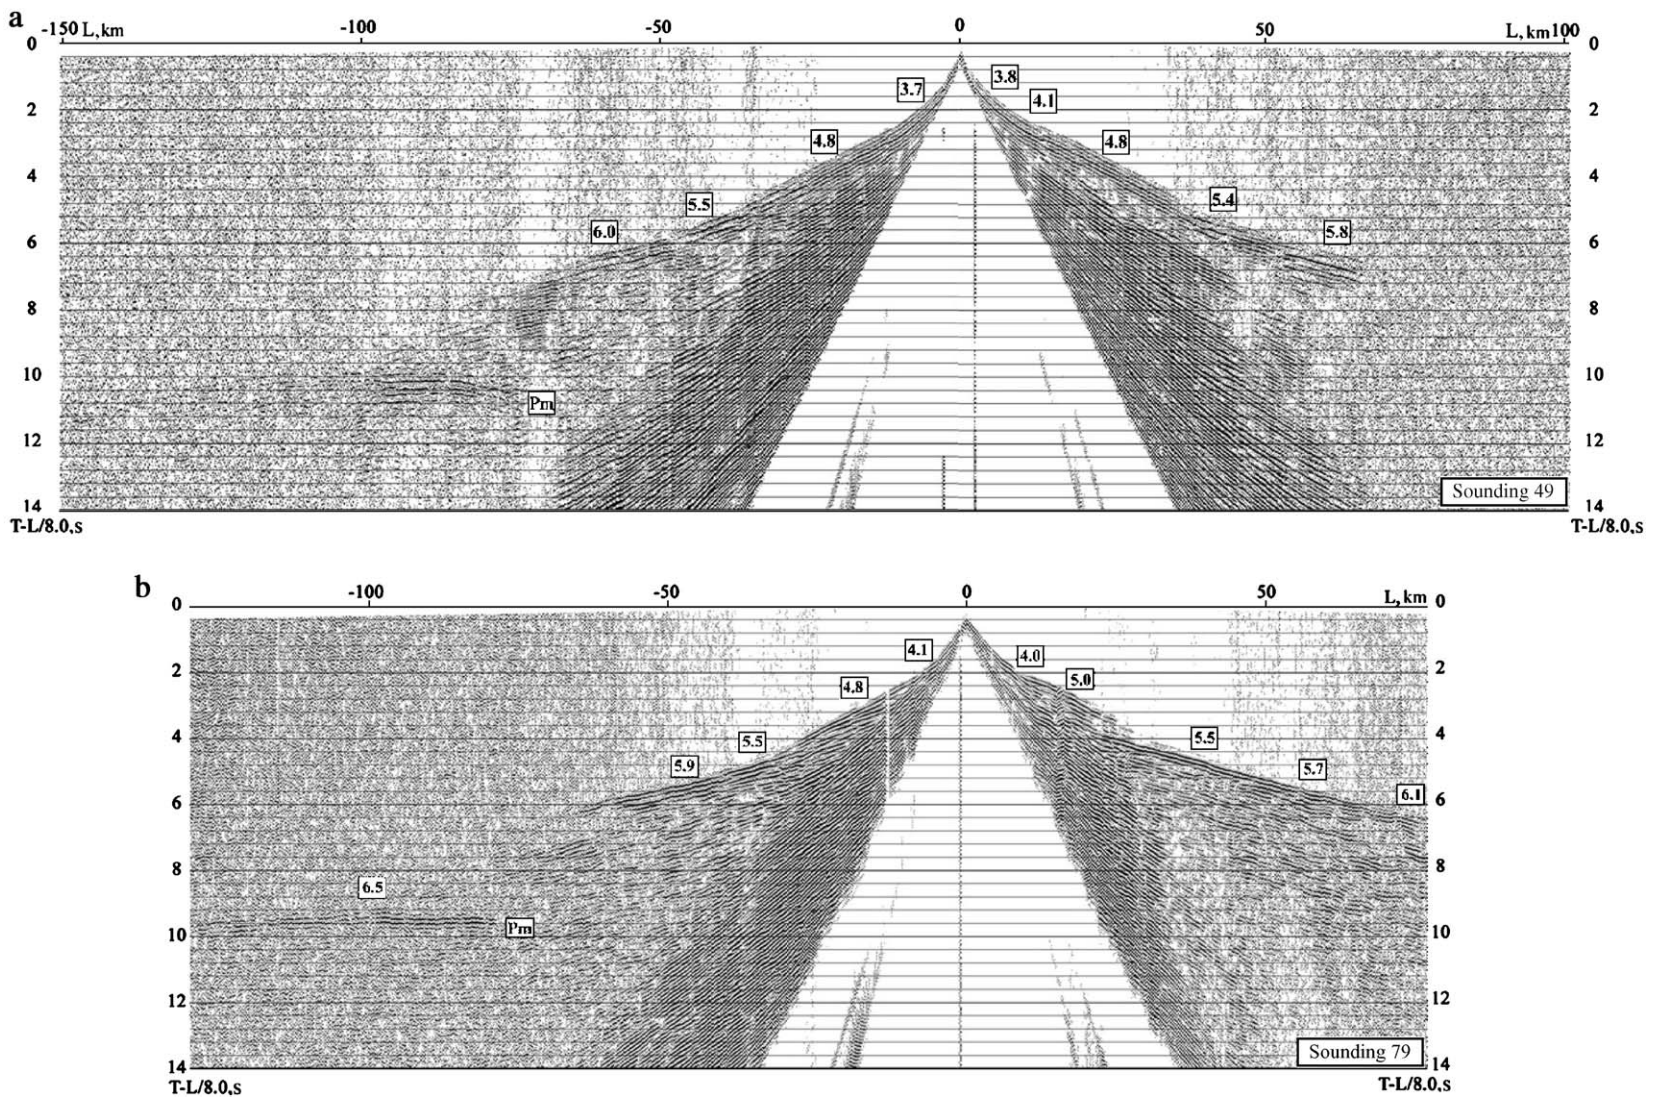 a
-150 L, km -100 -50 0 50 L, km 100
0 0
3.8
3.7
4.1
2 2
4.8 4.8
4 4
5.5 5.4
6.0 5.8
6 6
8 8
10 10
Pm
12 12
Sounding 49
14 14
T-L/8.0,s T-L/8.0,s
b
-100 -50 0 50 L, km
0 0
4.1 4.0
2 2
4.8 5.0
4 4
5.5 5.5
5.9 5.7
6 6.1 6
8 8
6.5
Pm
10 10
12 12
Sounding 79
14 14
T-L/8.0,s T-L/8.0,s